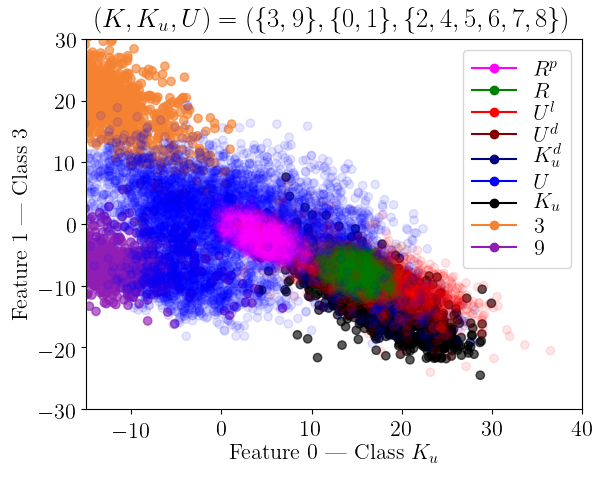 (K, K_u, U) = ({3, 9}, {0, 1}, {2, 4, 5, 6, 7, 8})
30
20
10
0
−10
−20
−30
Feature 1 — Class 3
R^p
R
U^l
U^d
K_u^d
U
K_u
3
9
−10
0
10
20
30
40
Feature 0 — Class K_u